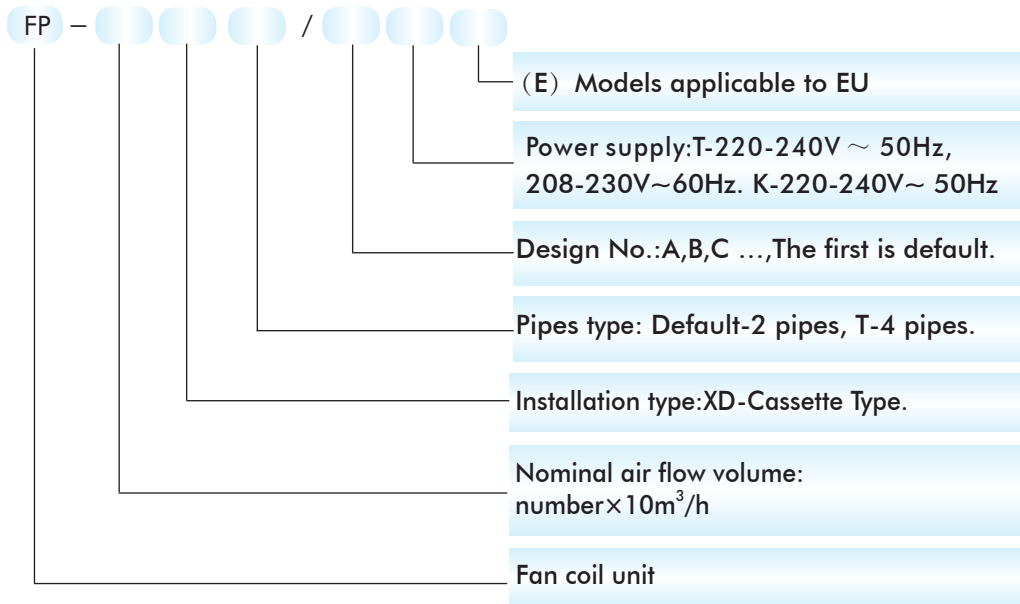 FP – /
(E) Models applicable to EU
Power supply:T-220-240V ～ 50Hz,
208-230V~60Hz. K-220-240V~ 50Hz
Design No.:A,B,C …,The first is default.
Pipes type: Default-2 pipes, T-4 pipes.
Installation type:XD-Cassette Type.
Nominal air flow volume:
number×10m³/h
Fan coil unit